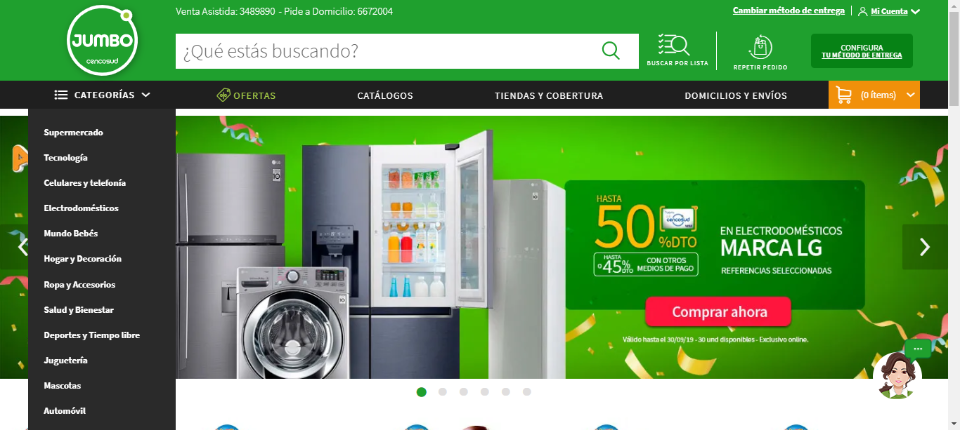 Venta Asistida: 3489890 - Pide a Domicilio: 6672004
Cambiar método de entrega
Mi Cuenta
JUMBO
cencosud
¿Qué estás buscando?
BUSCAR POR LISTA
REPETIR PEDIDO
CONFIGURA
TU MÉTODO DE ENTREGA
CATEGORÍAS
OFERTAS
CATÁLOGOS
TIENDAS Y COBERTURA
DOMICILIOS Y ENVÍOS
(0 ítems)
Supermercado
Tecnología
Celulares y telefonía
Electrodomésticos
Mundo Bebés
Hogar y Decoración
Ropa y Accesorios
Salud y Bienestar
Deportes y Tiempo libre
Juguetería
Mascotas
Automóvil
HASTA
50%DTO
cencosud
HASTA
o 45% DTO
CON OTROS
MEDIOS DE PAGO
EN ELECTRODOMÉSTICOS
MARCA LG
REFERENCIAS SELECCIONADAS
Comprar ahora
Válido hasta el 30/09/19 - 30 und disponibles - Exclusivo online.